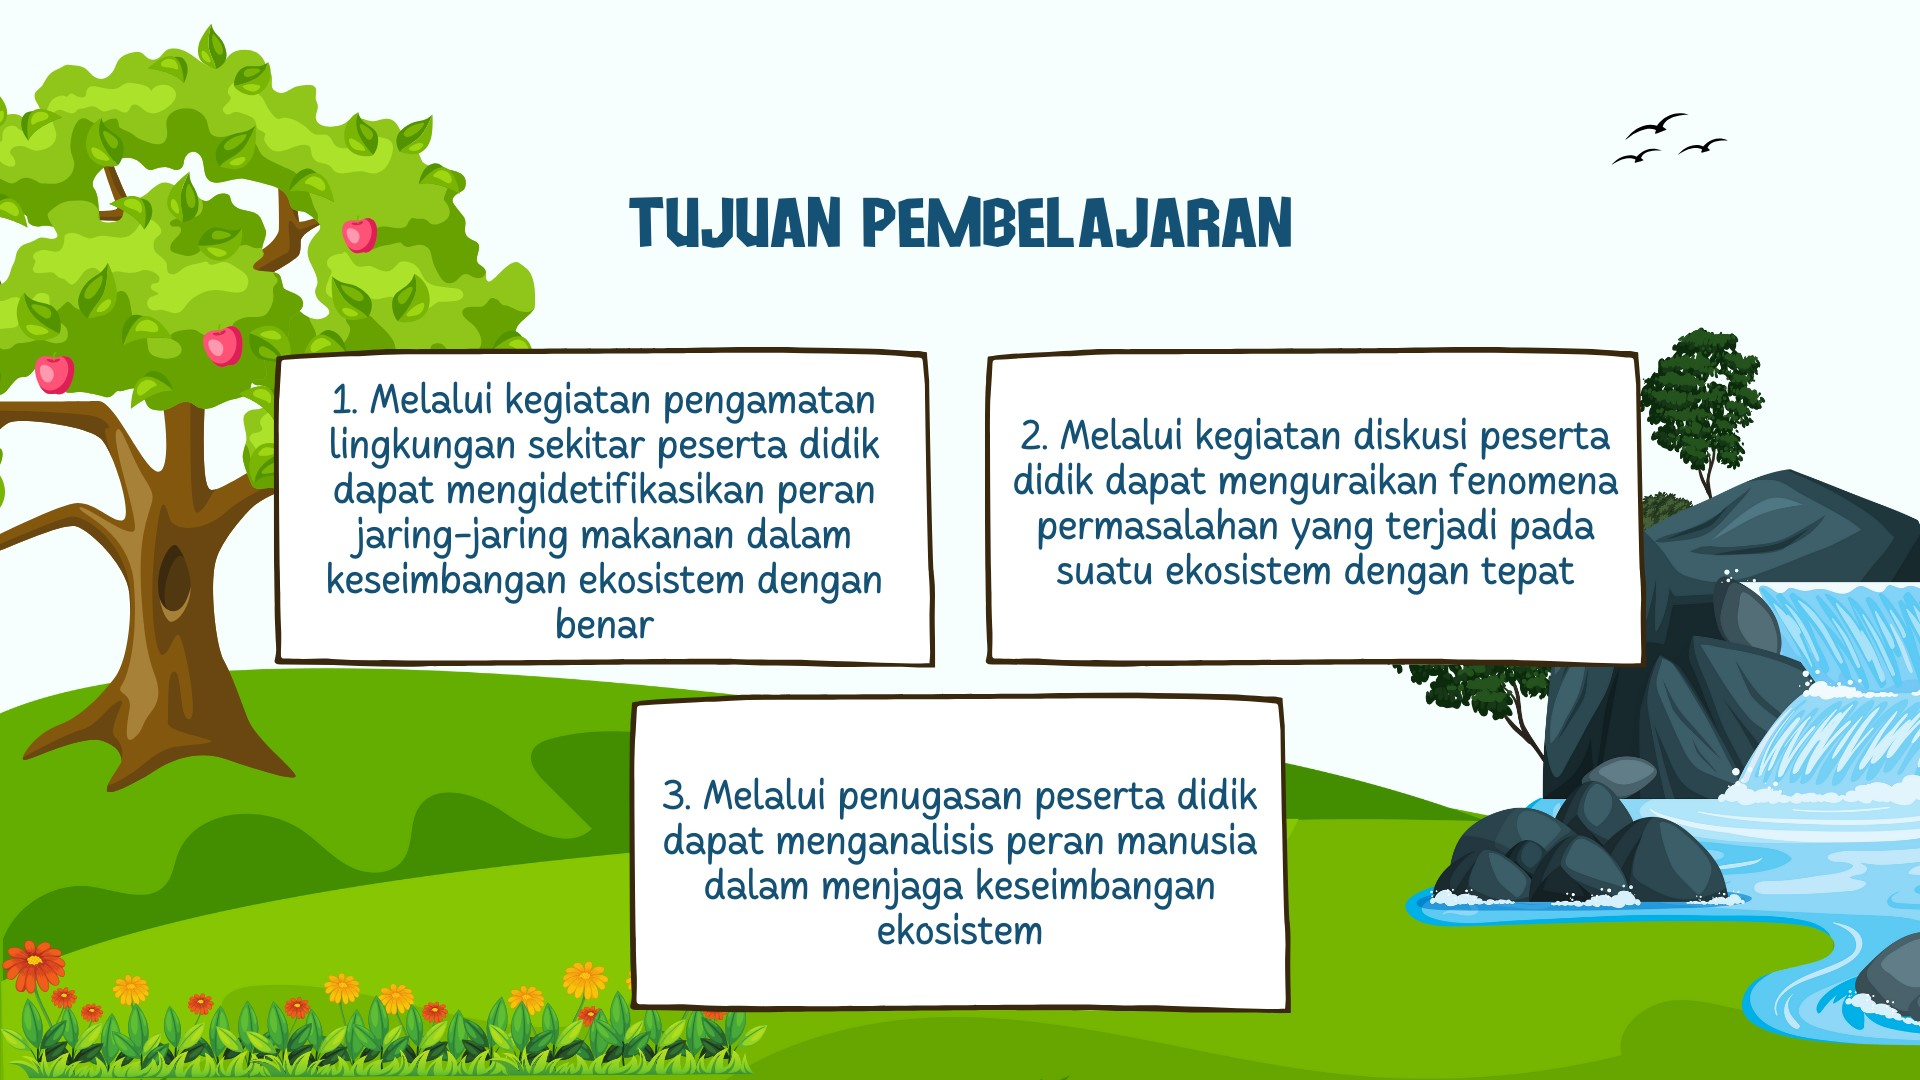 TUJUAN PEMBELAJARAN
1. Melalui kegiatan pengamatan
lingkungan sekitar peserta didik
dapat mengidetifikasikan peran
jaring-jaring makanan dalam
keseimbangan ekosistem dengan
benar
2. Melalui kegiatan diskusi peserta
didik dapat menguraikan fenomena
permasalahan yang terjadi pada
suatu ekosistem dengan tepat
3. Melalui penugasan peserta didik
dapat menganalisis peran manusia
dalam menjaga keseimbangan
ekosistem